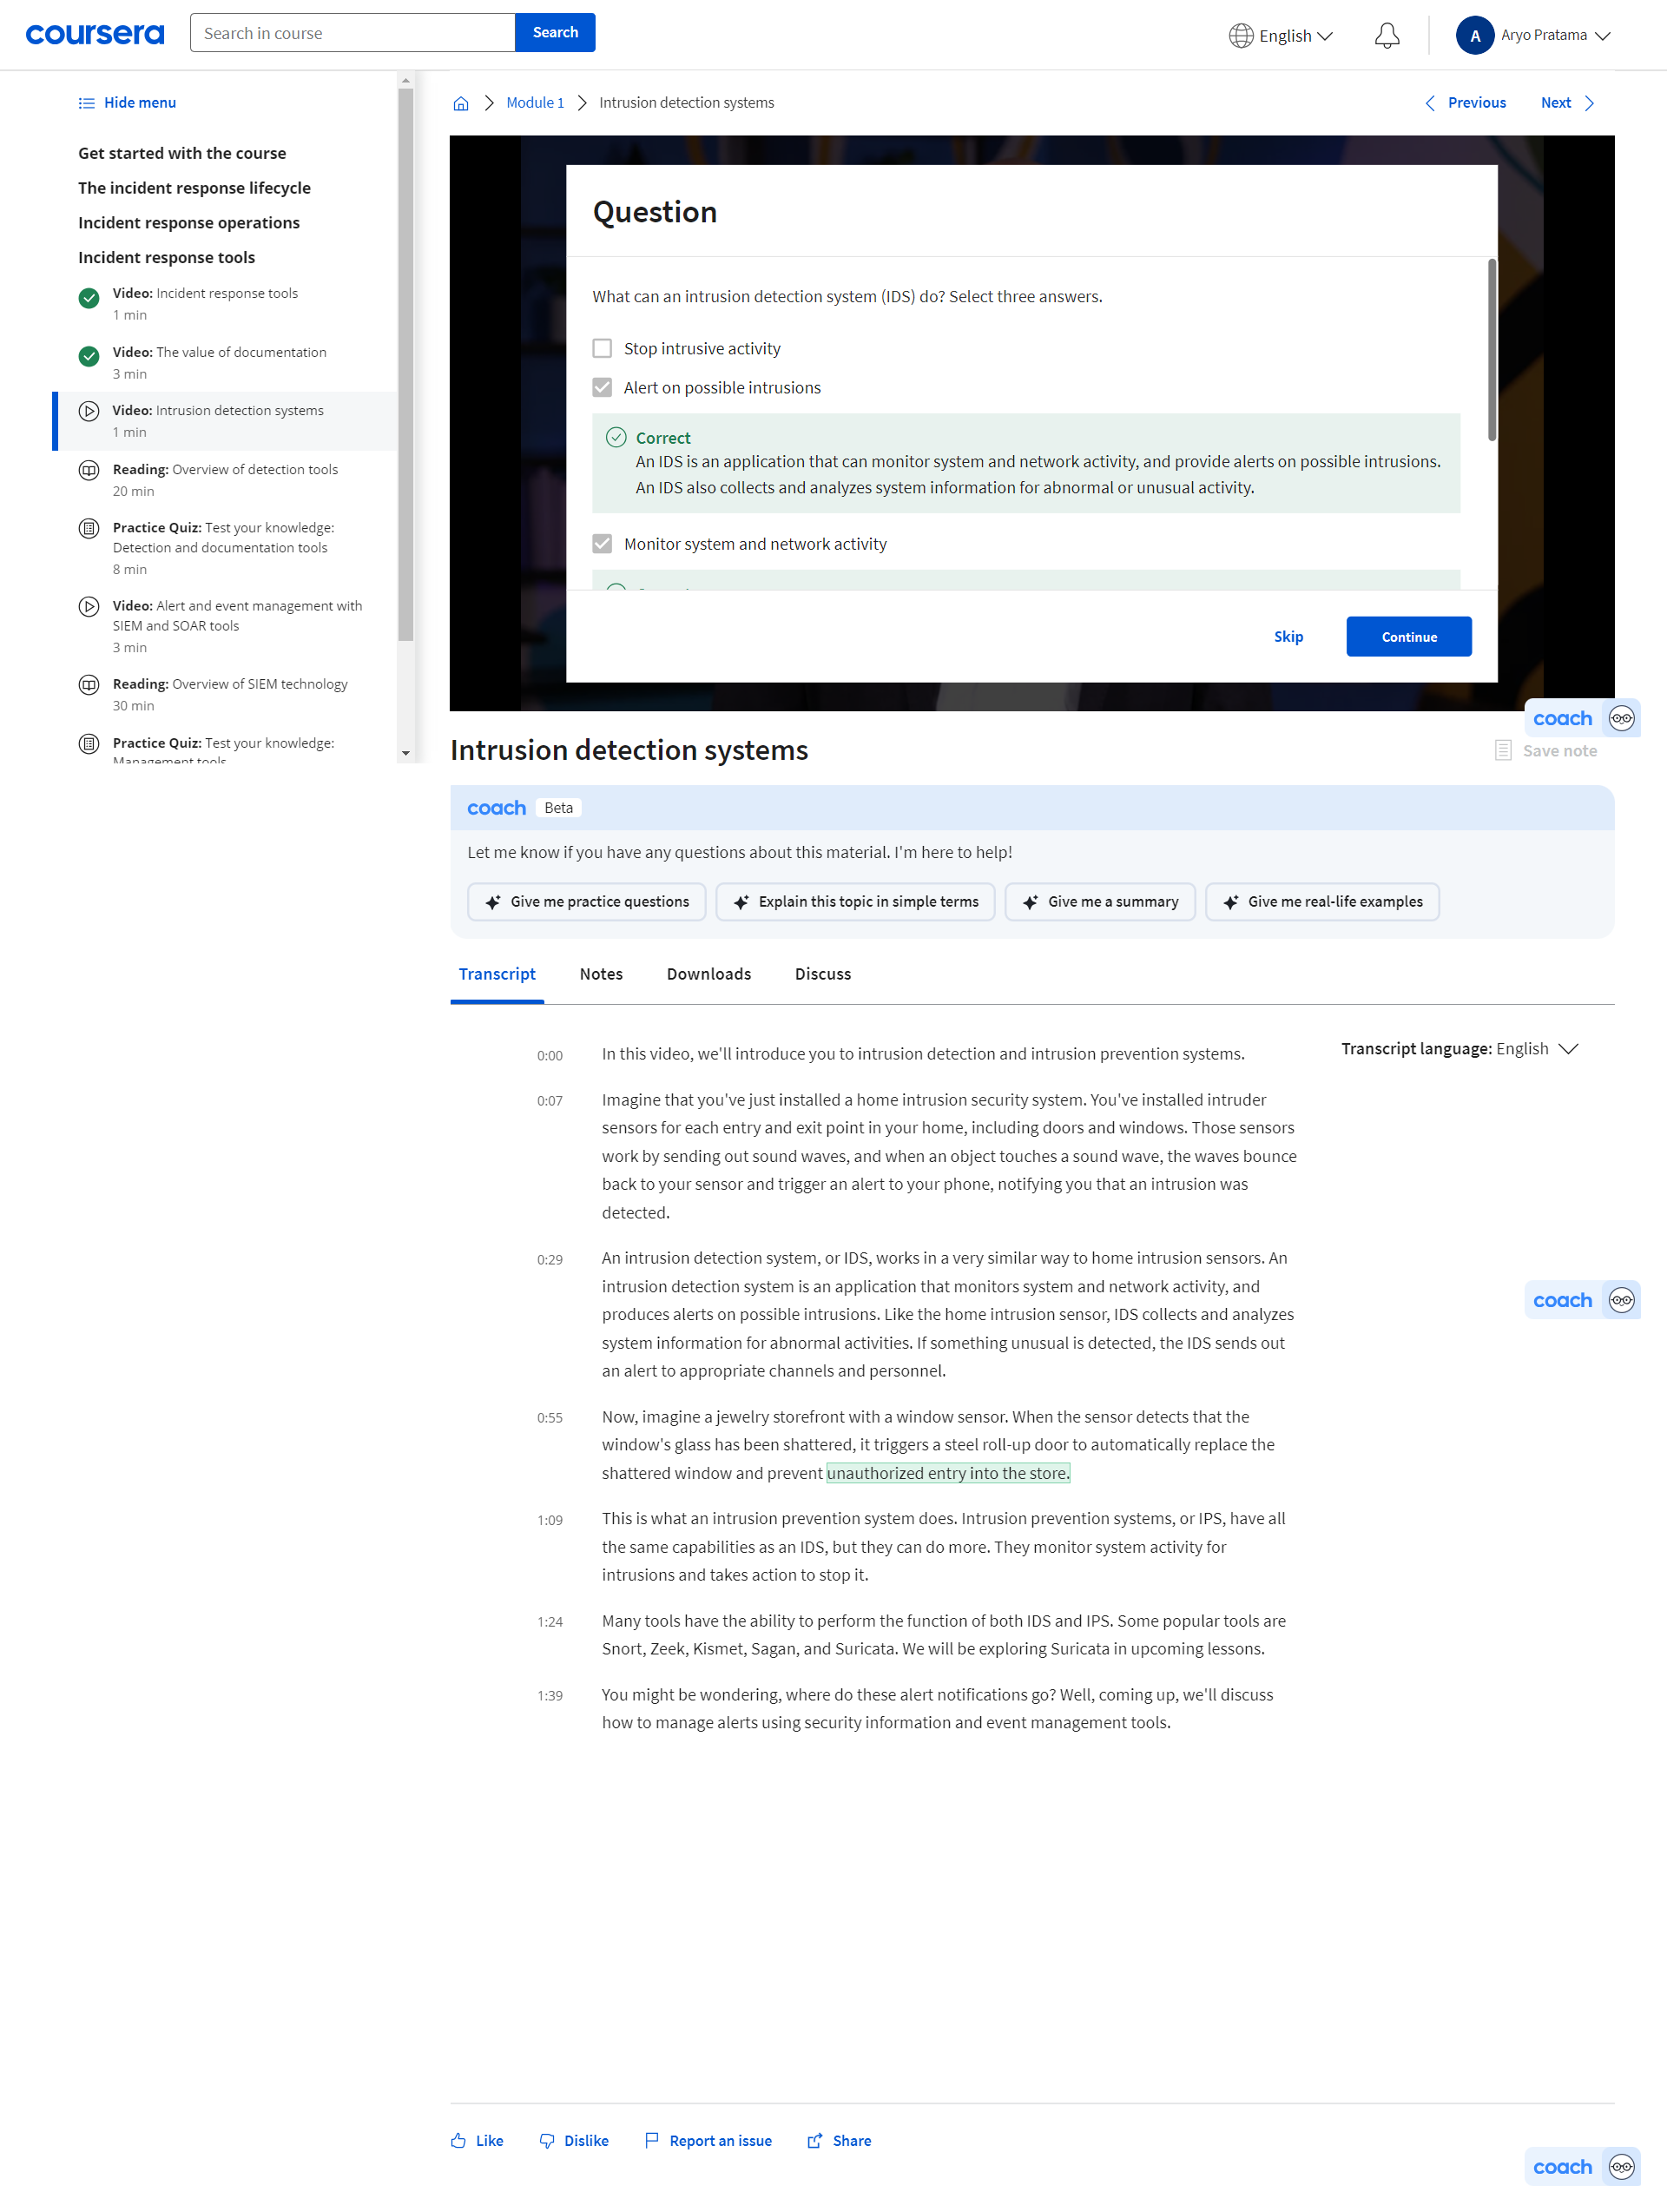 coursera
Search in course
Search
English
A
Aryo Pratama
Hide menu
Get started with the course
The incident response lifecycle
Incident response operations
Incident response tools
Video: Incident response tools
1 min
Video: The value of documentation
3 min
Video: Intrusion detection systems
1 min
Reading: Overview of detection tools
20 min
Practice Quiz: Test your knowledge:
Detection and documentation tools
8 min
Video: Alert and event management with
SIEM and SOAR tools
3 min
Reading: Overview of SIEM technology
30 min
Practice Quiz: Test your knowledge:
Management tools
Module 1
Intrusion detection systems
Previous
Next
Question
What can an intrusion detection system (IDS) do? Select three answers.
Stop intrusive activity
Alert on possible intrusions
Correct
An IDS is an application that can monitor system and network activity, and provide alerts on possible intrusions.
An IDS also collects and analyzes system information for abnormal or unusual activity.
Monitor system and network activity
Skip
Continue
coach
Intrusion detection systems
Save note
coach
Beta
Let me know if you have any questions about this material. I'm here to help!
Give me practice questions
Explain this topic in simple terms
Give me a summary
Give me real-life examples
Transcript
Notes
Downloads
Discuss
Transcript language: English
0:00
In this video, we'll introduce you to intrusion detection and intrusion prevention systems.
0:07
Imagine that you've just installed a home intrusion security system. You've installed intruder
sensors for each entry and exit point in your home, including doors and windows. Those sensors
work by sending out sound waves, and when an object touches a sound wave, the waves bounce
back to your sensor and trigger an alert to your phone, notifying you that an intrusion was
detected.
0:29
An intrusion detection system, or IDS, works in a very similar way to home intrusion sensors. An
intrusion detection system is an application that monitors system and network activity, and
produces alerts on possible intrusions. Like the home intrusion sensor, IDS collects and analyzes
system information for abnormal activities. If something unusual is detected, the IDS sends out
an alert to appropriate channels and personnel.
coach
0:55
Now, imagine a jewelry storefront with a window sensor. When the sensor detects that the
window's glass has been shattered, it triggers a steel roll-up door to automatically replace the
shattered window and prevent unauthorized entry into the store.
1:09
This is what an intrusion prevention system does. Intrusion prevention systems, or IPS, have all
the same capabilities as an IDS, but they can do more. They monitor system activity for
intrusions and takes action to stop it.
1:24
Many tools have the ability to perform the function of both IDS and IPS. Some popular tools are
Snort, Zeek, Kismet, Sagan, and Suricata. We will be exploring Suricata in upcoming lessons.
1:39
You might be wondering, where do these alert notifications go? Well, coming up, we'll discuss
how to manage alerts using security information and event management tools.
Like
Dislike
Report an issue
Share
coach